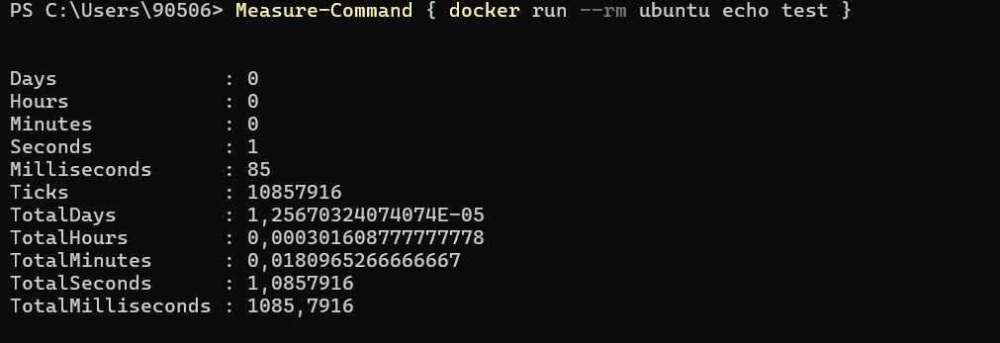 PS C:\Users\90506> Measure-Command { docker run --rm ubuntu echo test }
Days              : 0
Hours             : 0
Minutes           : 0
Seconds           : 1
Milliseconds      : 85
Ticks             : 10857916
TotalDays         : 1,25670324074074E-05
TotalHours        : 0,000301608777777778
TotalMinutes      : 0,0180965266666667
TotalSeconds      : 1,0857916
TotalMilliseconds : 1085,7916